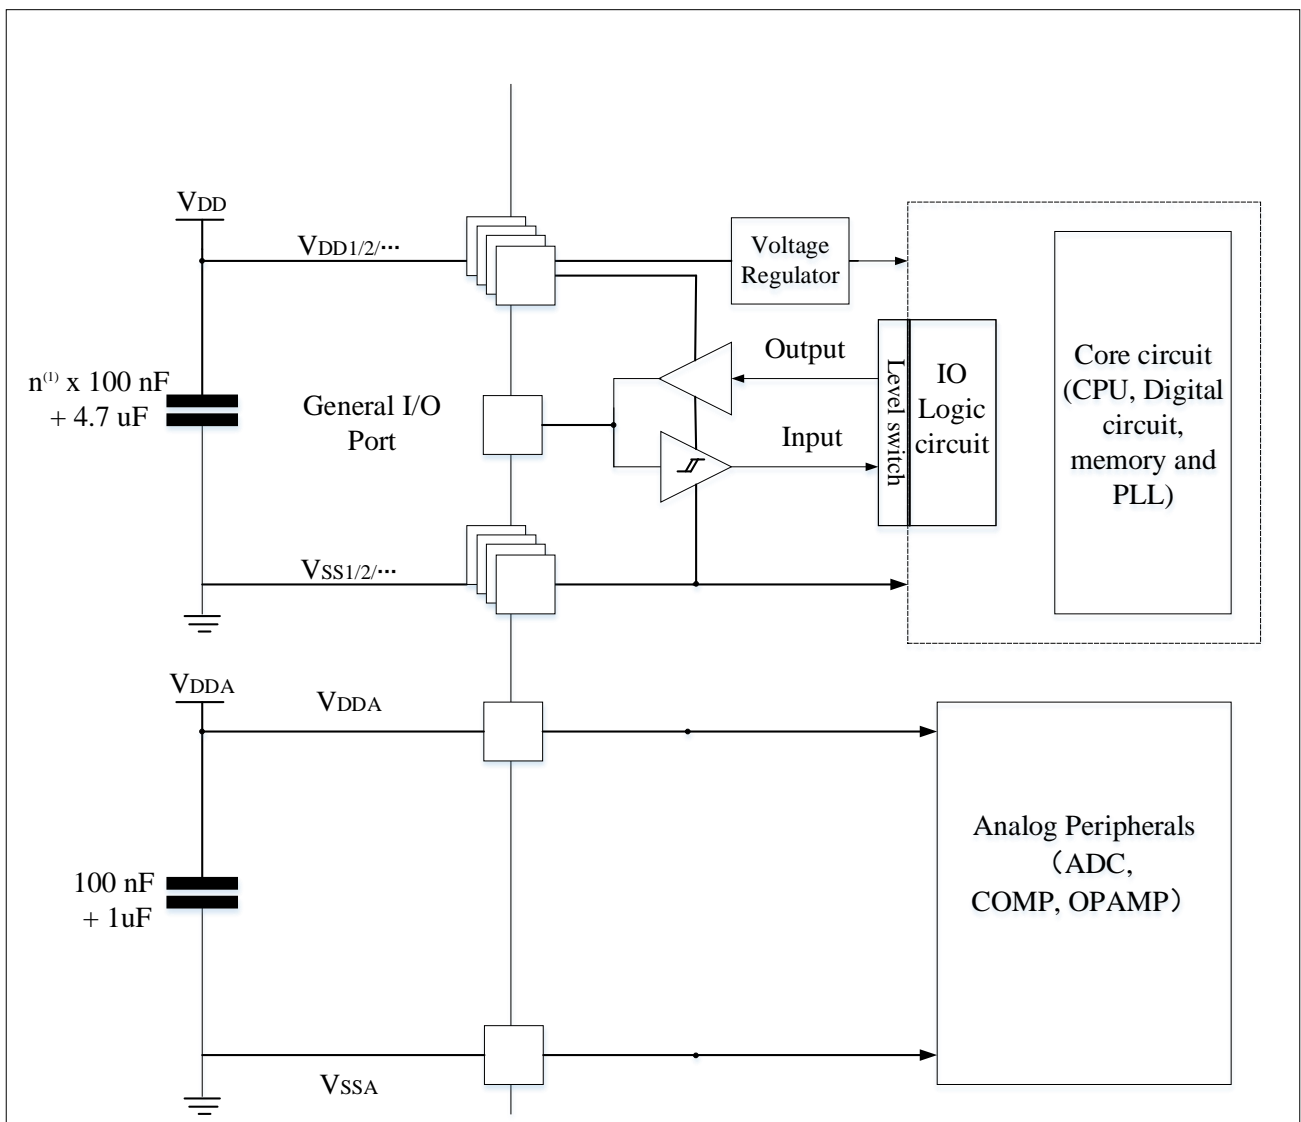 VDD
VDD1/2/···
Voltage
Regulator
Output
Level switch
IO
Logic
circuit
Core circuit
(CPU, Digital
circuit,
memory and
PLL)
n(1) x 100 nF
+ 4.7 uF
General I/O
Port
Input
VSS1/2/···
VDDA
VDDA
Analog Peripherals
（ADC,
COMP, OPAMP）
100 nF
+ 1uF
VSSA